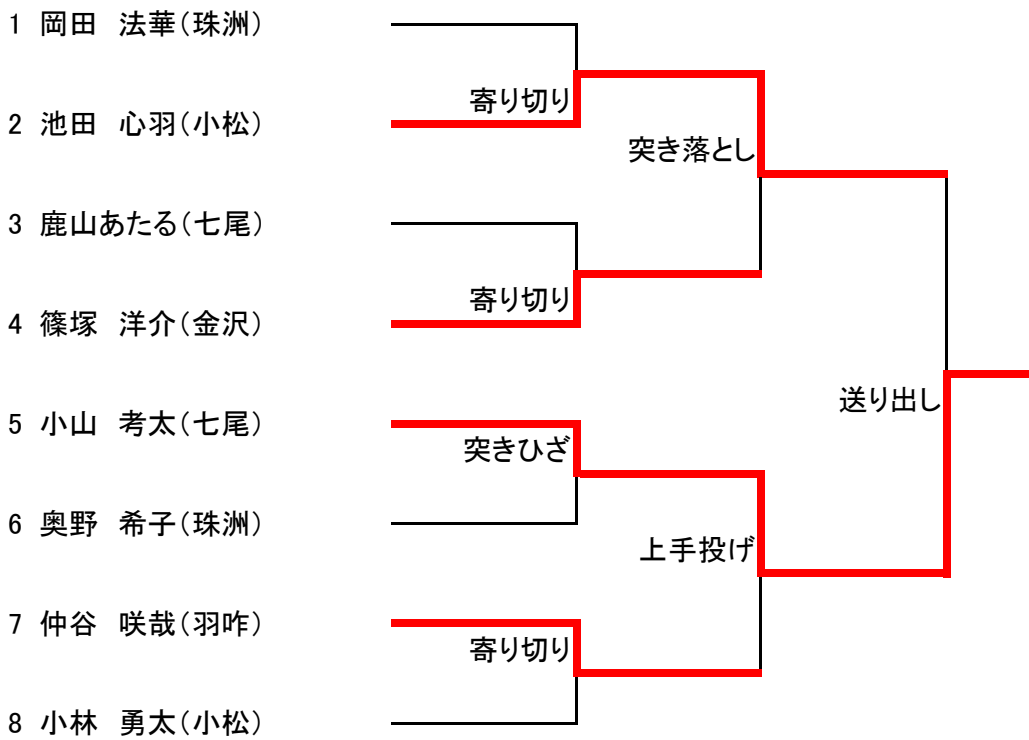 1 岡田　法華(珠洲)
寄り切り
2 池田　心羽(小松)
突き落とし
3 鹿山あたる(七尾)
寄り切り
4 篠塚　洋介(金沢)
送り出し
5 小山　考太(七尾)
突きひざ
6 奥野　希子(珠洲)
上手投げ
7 仲谷　咲哉(羽咋)
寄り切り
8 小林　勇太(小松)